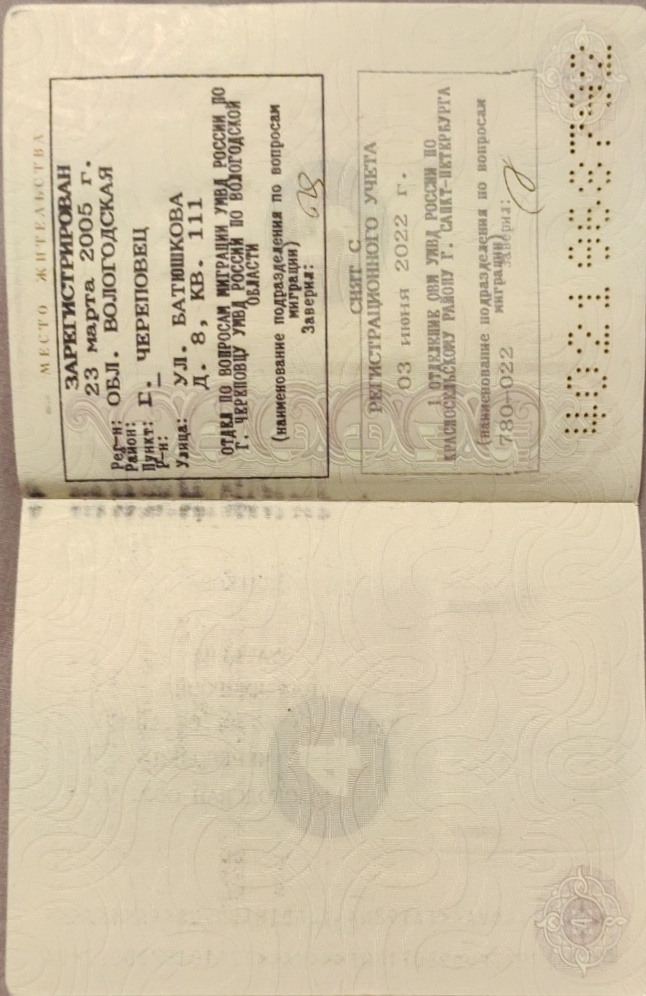 МЕСТО ЖИТЕЛЬСТВА
ЗАРЕГИСТРИРОВАН
23 марта 2005 г.
Рег-н: ОБЛ. ВОЛОГОДСКАЯ
Район:
Пункт: Г. ЧЕРЕПОВЕЦ
Р-н: —
Улица: УЛ. БАТЮШКОВА
Д. 8, КВ. 111
ОТДЕЛ ПО ВОПРОСАМ МИГРАЦИИ УМВД РОССИИ ПО
Г. ЧЕРЕПОВЦУ УМВД РОССИИ ПО ВОЛОГОДСКОЙ
ОБЛАСТИ
(наименование подразделения по вопросам
миграции)
Заверил:
СНЯТ С
РЕГИСТРАЦИОННОГО УЧЕТА
03 июня 2022 г.
1 ОТДЕЛЕНИЕ ОВМ УМВД РОССИИ ПО
КРАСНОСЕЛЬСКОМУ РАЙОНУ Г. САНКТ-ПЕТЕРБУРГА
(наименование подразделения по вопросам
миграции)
780-022 Заверил:
4
4